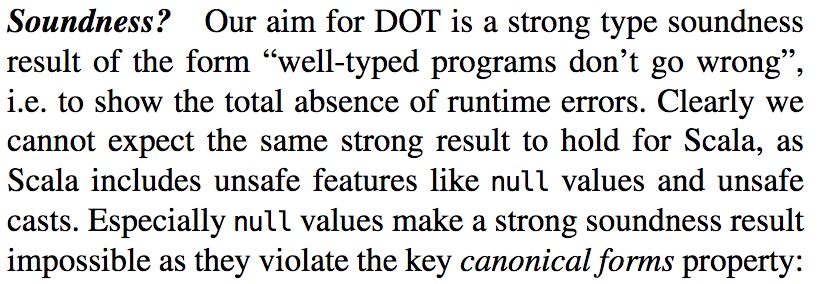 Soundness? Our aim for DOT is a strong type soundness
result of the form “well-typed programs don’t go wrong”,
i.e. to show the total absence of runtime errors. Clearly we
cannot expect the same strong result to hold for Scala, as
Scala includes unsafe features like null values and unsafe
casts. Especially null values make a strong soundness result
impossible as they violate the key canonical forms property: